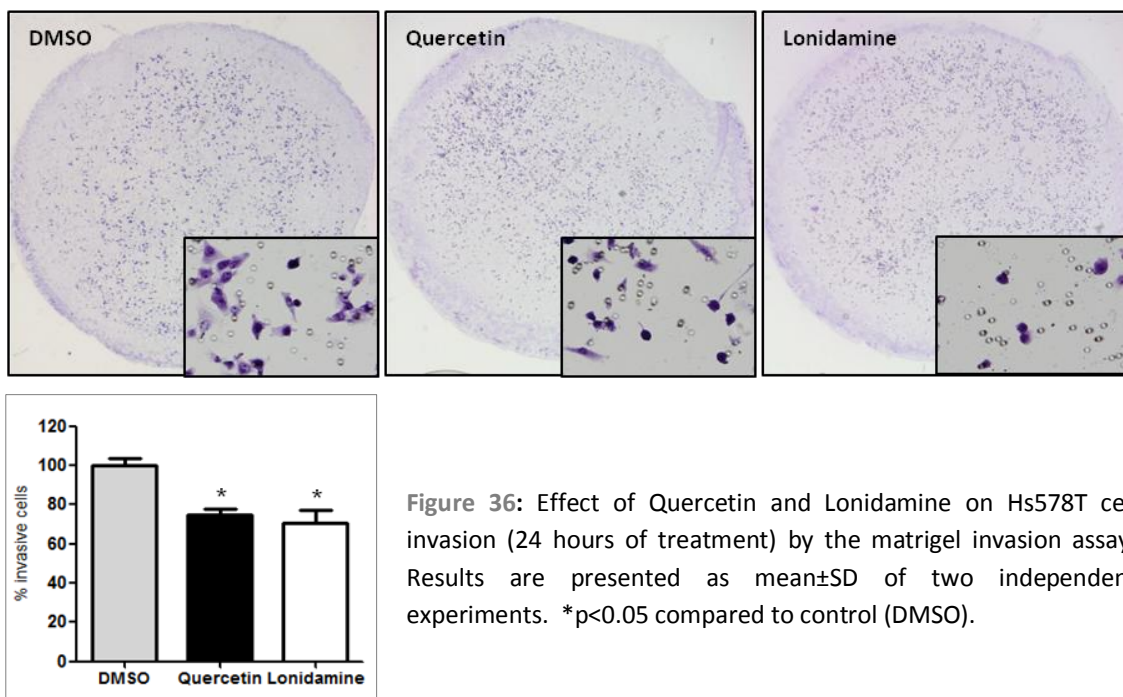 DMSO
Quercetin
Lonidamine
% invasive cells
120
100
80
60
40
20
0
* *
DMSO Quercetin Lonidamine
Figure 36: Effect of Quercetin and Lonidamine on Hs578T ce
invasion (24 hours of treatment) by the matrigel invasion assay
Results are presented as mean±SD of two independen
experiments. *p<0.05 compared to control (DMSO).